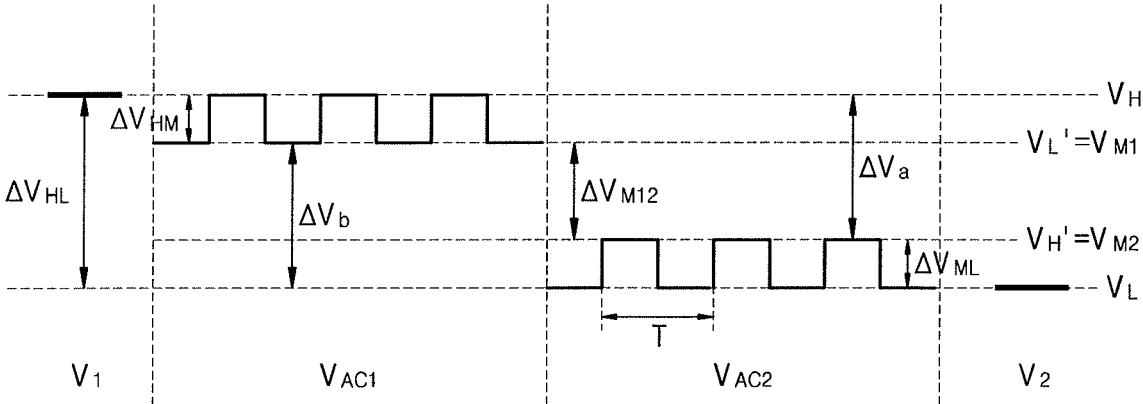 V_H
ΔV_HM
V_L'=V_M1
ΔV_HL
ΔV_b
ΔV_M12
ΔV_a
V_H'=V_M2
ΔV_ML
V_L
T
V_1
V_AC1
V_AC2
V_2